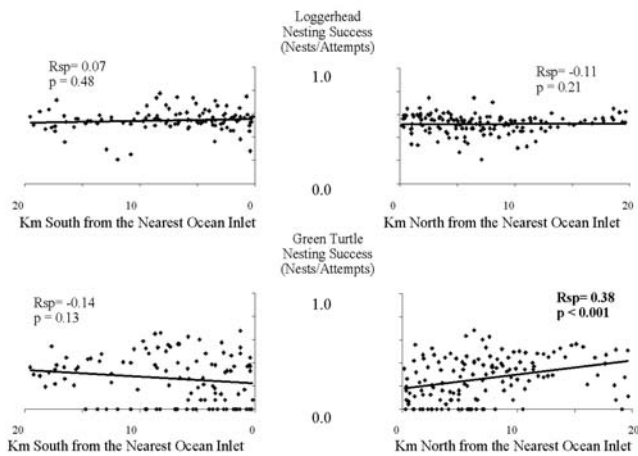 Loggerhead
Nesting Success
(Nests/Attempts)
Rsp= 0.07
p = 0.48
1.0
Rsp= -0.11
p = 0.21
0.0
20 10 0
0 10 20
Km South from the Nearest Ocean Inlet
Km North from the Nearest Ocean Inlet
Green Turtle
Nesting Success
(Nests/Attempts)
Rsp= -0.14
p = 0.13
1.0
Rsp= 0.38
p < 0.001
0.0
20 10 0
0 10 20
Km South from the Nearest Ocean Inlet
Km North from the Nearest Ocean Inlet